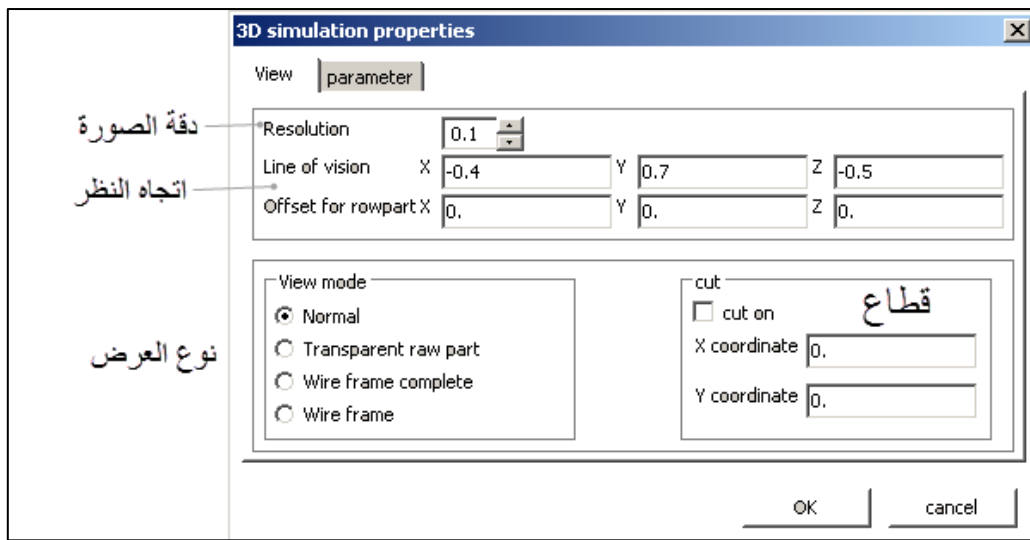 3D simulation properties
View parameter
دقة الصورة
Resolution 0.1
Line of vision X -0.4 Y 0.7 Z -0.5
اتجاه النظر
Offset for rowpart X 0. Y 0. Z 0.
View mode
Normal
Transparent raw part
Wire frame complete
Wire frame
نوع العرض
cut
قطاع
cut on
X coordinate 0.
Y coordinate 0.
OK cancel